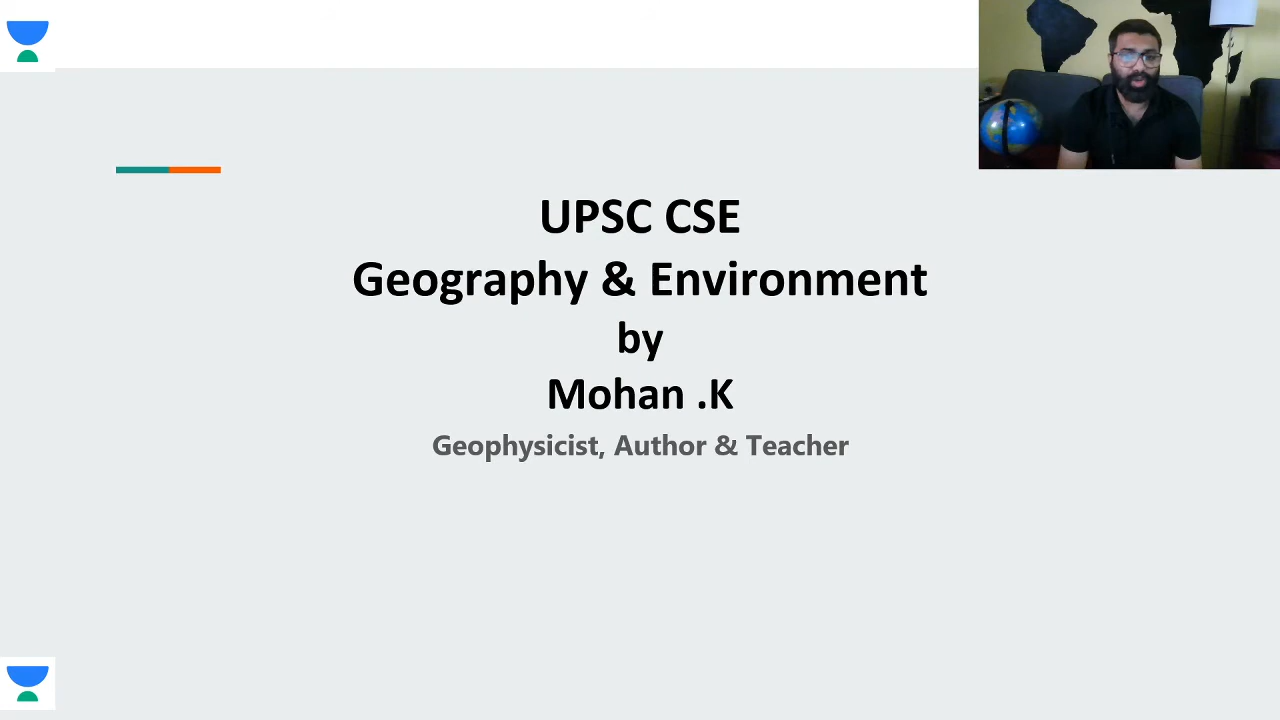 UPSC CSE
Geography & Environment
by
Mohan .K
Geophysicist, Author & Teacher